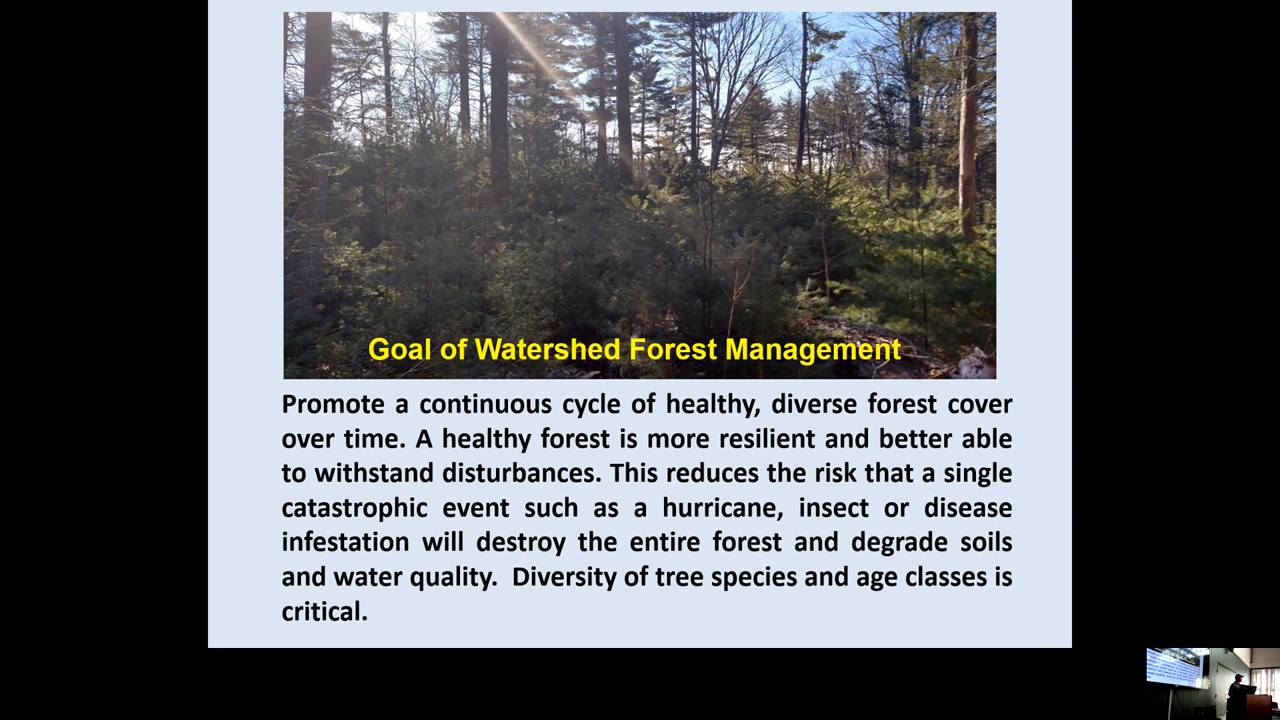 Goal of Watershed Forest Management
Promote a continuous cycle of healthy, diverse forest cover
over time. A healthy forest is more resilient and better able
to withstand disturbances. This reduces the risk that a single
catastrophic event such as a hurricane, insect or disease
infestation will destroy the entire forest and degrade soils
and water quality.  Diversity of tree species and age classes is
critical.